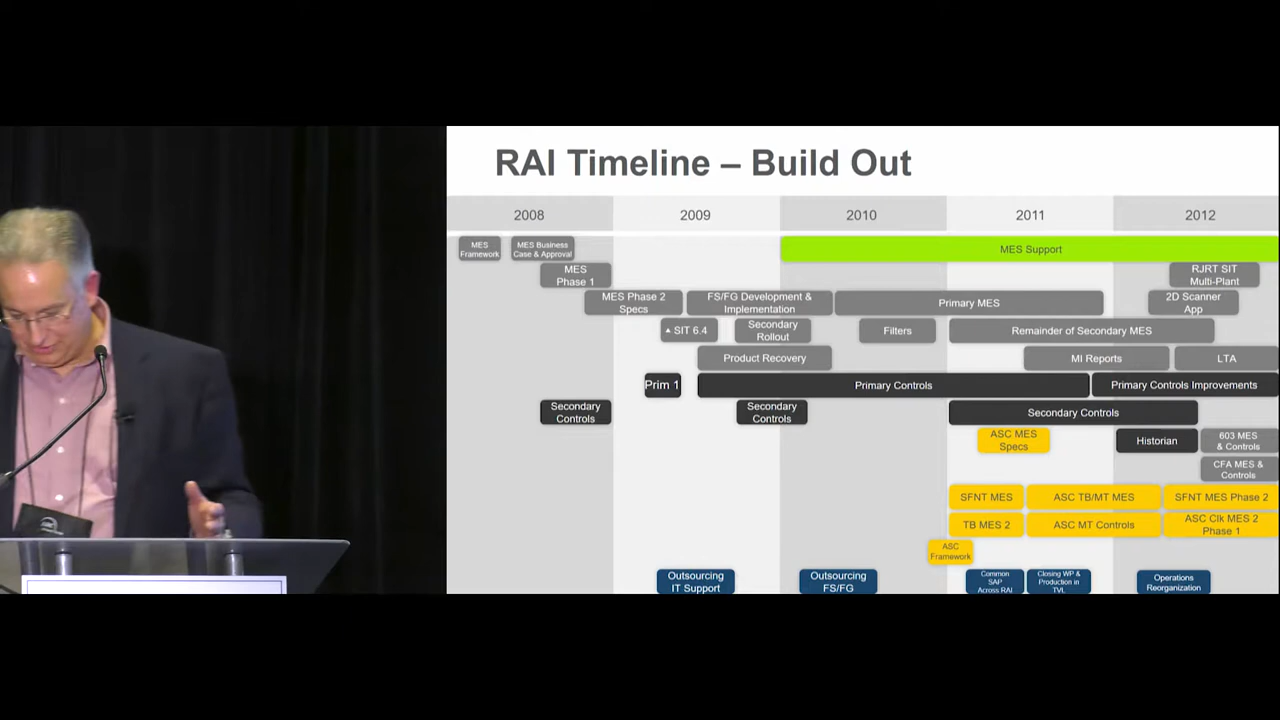 RAI Timeline – Build Out
2008 2009 2010 2011 2012
MES
Framework
MES Business
Case & Approval
MES Support
MES
Phase 1
RJRT SIT
Multi-Plant
MES Phase 2
Specs
FS/FG Development &
Implementation
Primary MES
2D Scanner
App
▲ SIT 6.4
Secondary
Rollout
Filters
Remainder of Secondary MES
Product Recovery
MI Reports
LTA
Prim 1
Primary Controls
Primary Controls Improvements
Secondary
Controls
Secondary
Controls
Secondary Controls
ASC MES
Specs
Historian
603 MES
& Controls
CFA MES &
Controls
SFNT MES
ASC TB/MT MES
SFNT MES Phase 2
TB MES 2
ASC MT Controls
ASC Clk MES 2
Phase 1
ASC
Framework
Outsourcing
IT Support
Outsourcing
FS/FG
Common
SAP
Across RAI
Closing WP &
Production in
TVL
Operations
Reorganization